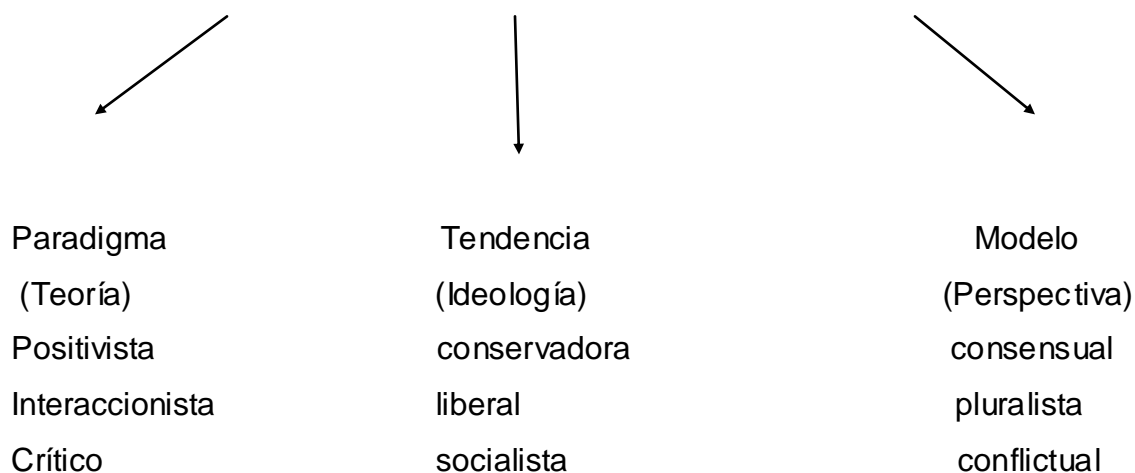 Paradigma Tendencia Modelo
(Teoría) (Ideología) (Perspectiva)
Positivista conservadora consensual
Interaccionista liberal pluralista
Crítico socialista conflictual